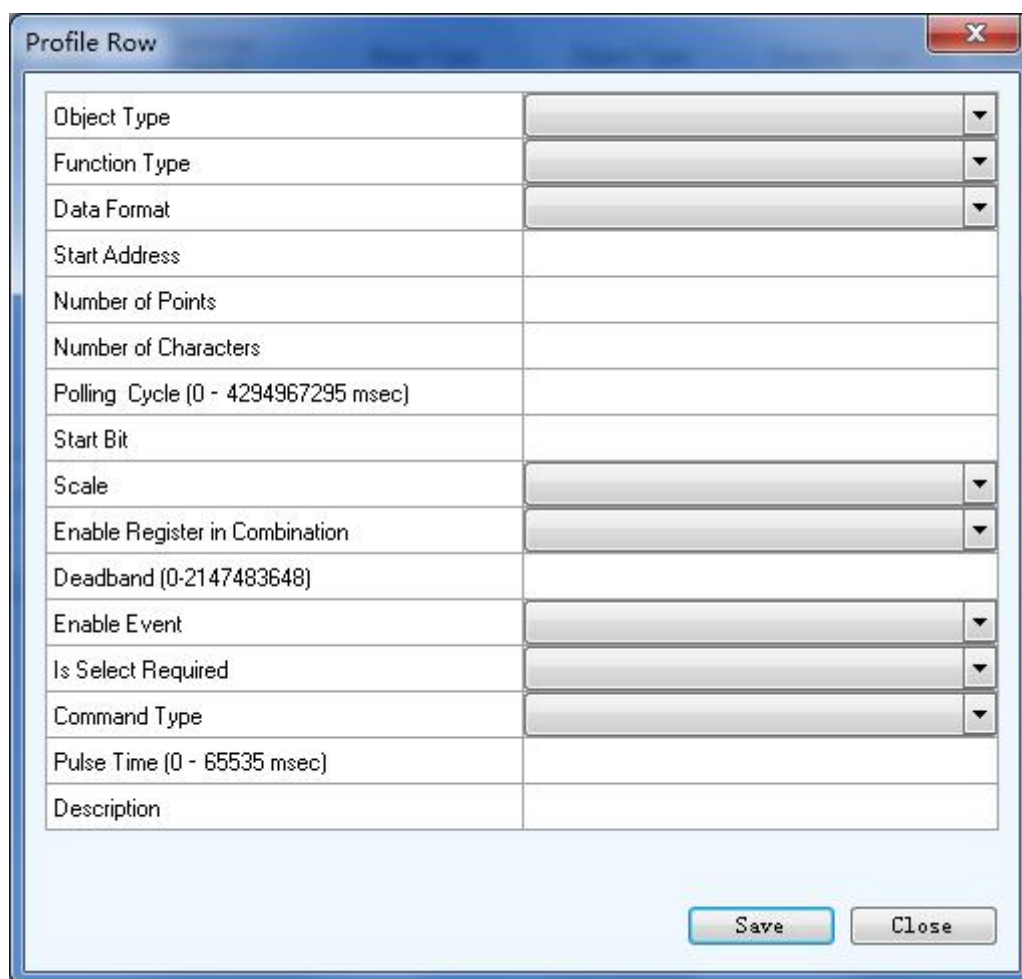 Profile Row
Object Type
Function Type
Data Format
Start Address
Number of Points
Number of Characters
Polling  Cycle (0 - 4294967295 msec)
Start Bit
Scale
Enable Register in Combination
Deadband (0-2147483648)
Enable Event
Is Select Required
Command Type
Pulse Time (0 - 65535 msec)
Description
Save Close